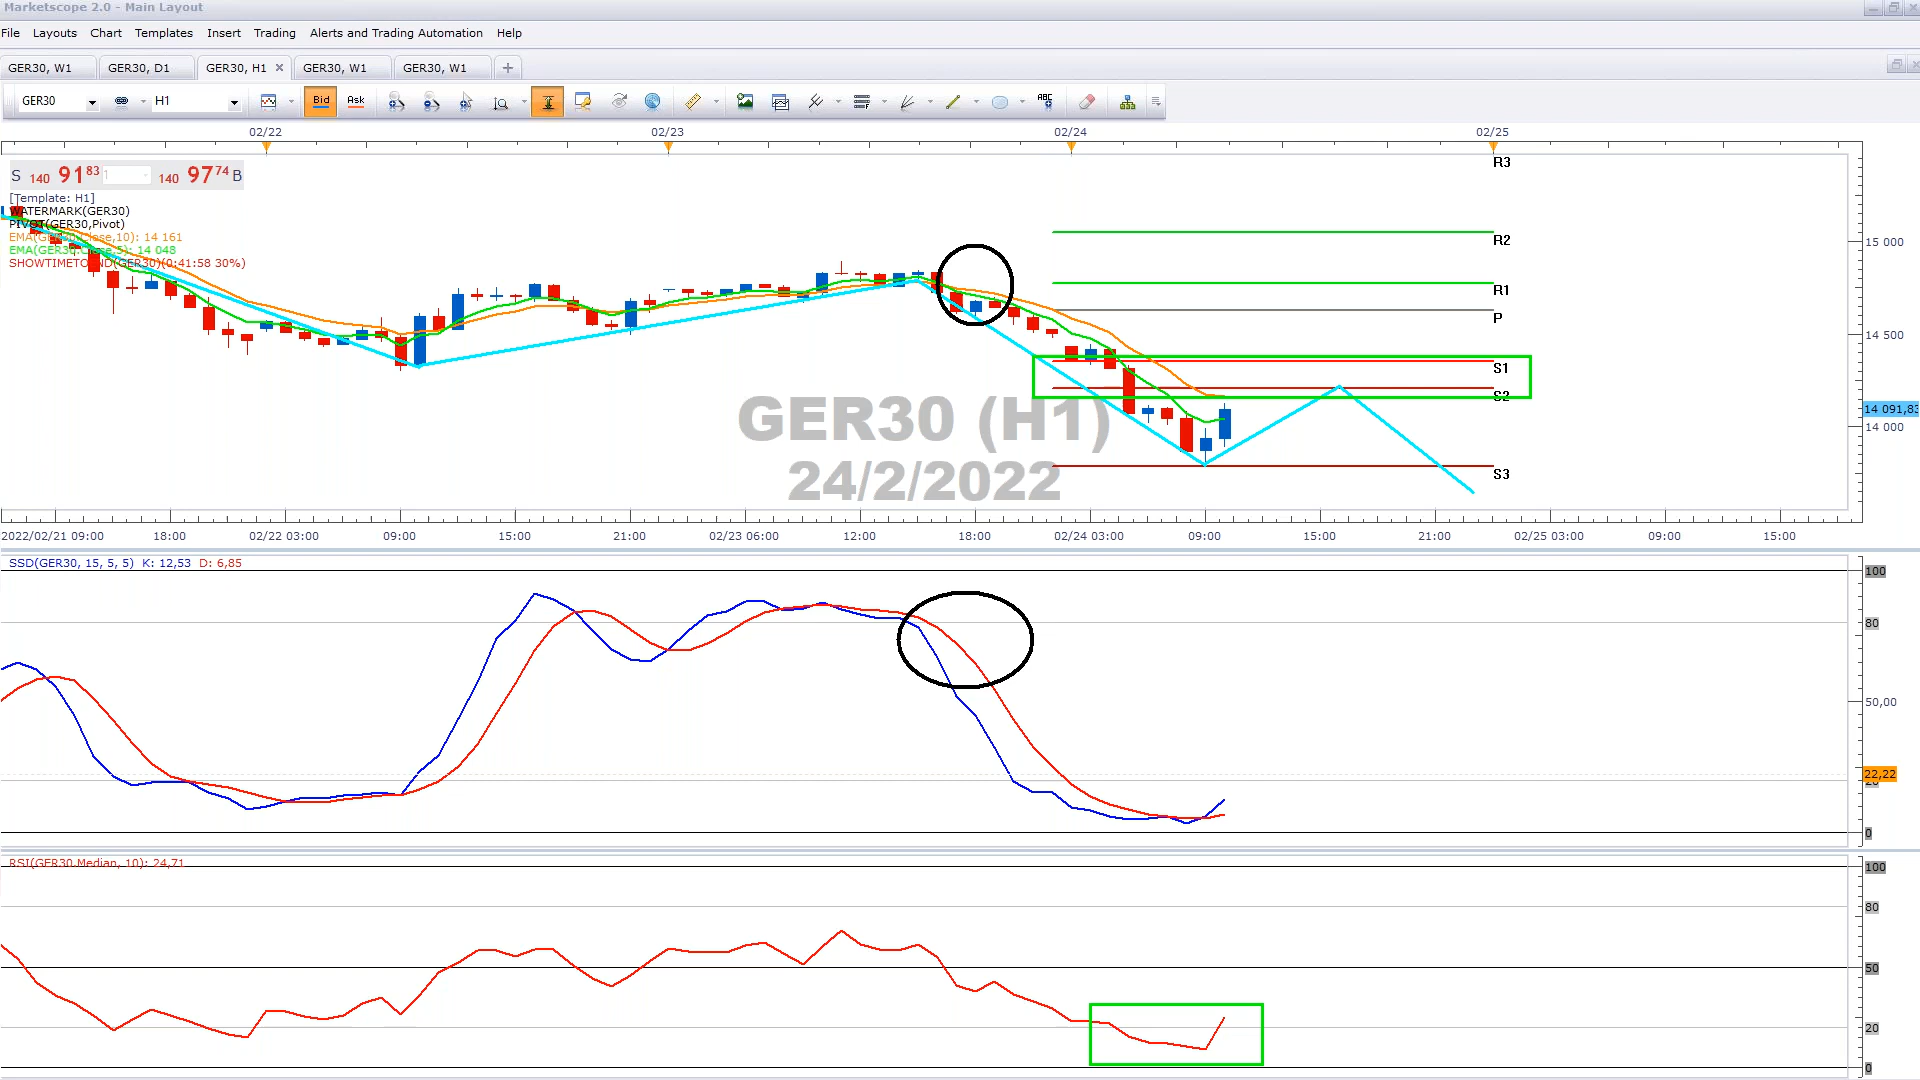 Marketscope 2.0 - Main Layout
File Layouts Chart Templates Insert Trading Alerts and Trading Automation Help
GER30, W1 GER30, D1 GER30, H1 GER30, W1 GER30, W1
GER30 H1 Bid Ask ABC
02/22 02/23 02/24 02/25
R3
S 140 91 83 1 140 97 74 B
[Template: H1]
WATERMARK(GER30)
PIVOT(GER30,Pivot)
EMA(GER30,Close,10): 14 161
EMA(GER30,Close,5): 14 048
SHOWTIMETOEND(GER30)(0:41:58 30%)
R2
15 000
R1
P
14 500
S1
S2
14 091,83
14 000
GER30 (H1)
24/2/2022
S3
2022/02/21 09:00 18:00 02/22 03:00 09:00 15:00 21:00 02/23 06:00 12:00 18:00 02/24 03:00 09:00 15:00 21:00 02/25 03:00 09:00 15:00
SSD(GER30, 15, 5, 5) K: 12,53 D: 6,85
100
80
50,00
22,22
0
RSI(GER30,Median, 10): 24,71
100
80
50
20
0